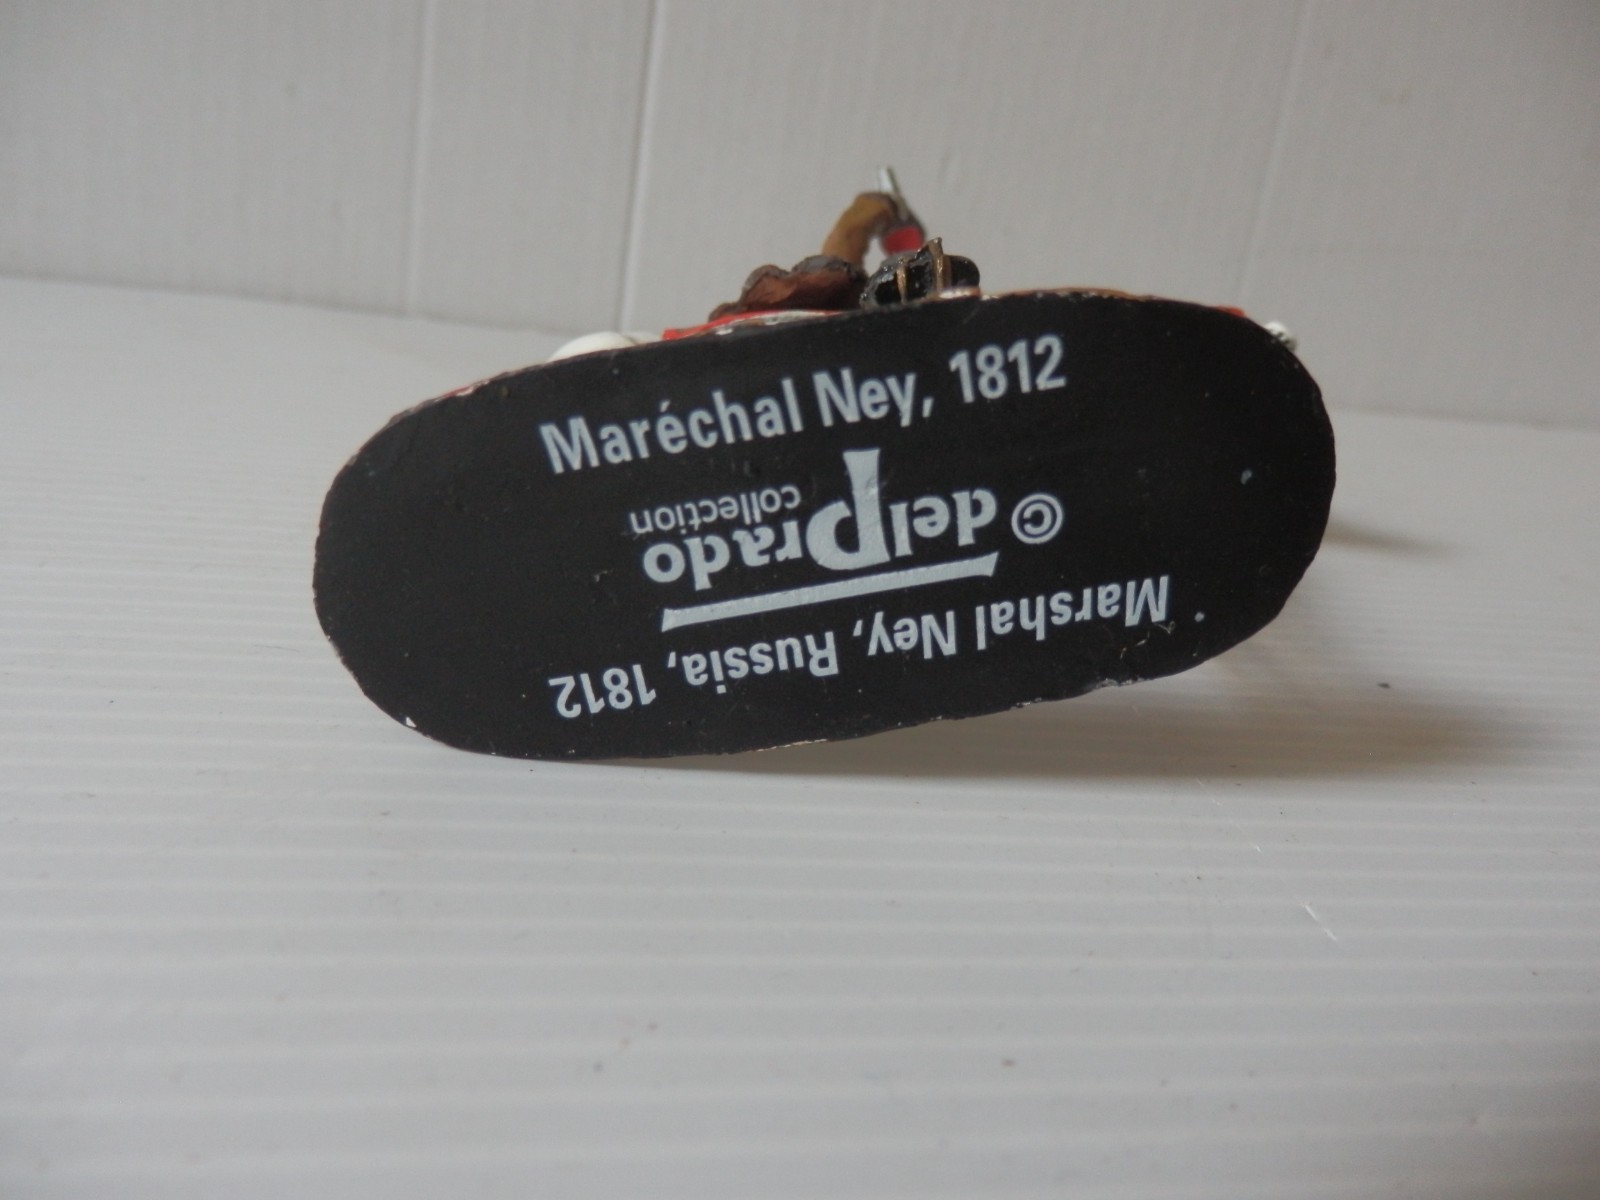 Maréchal Ney, 1812
© delPrado
collection
Marshal Ney, Russia, 1812